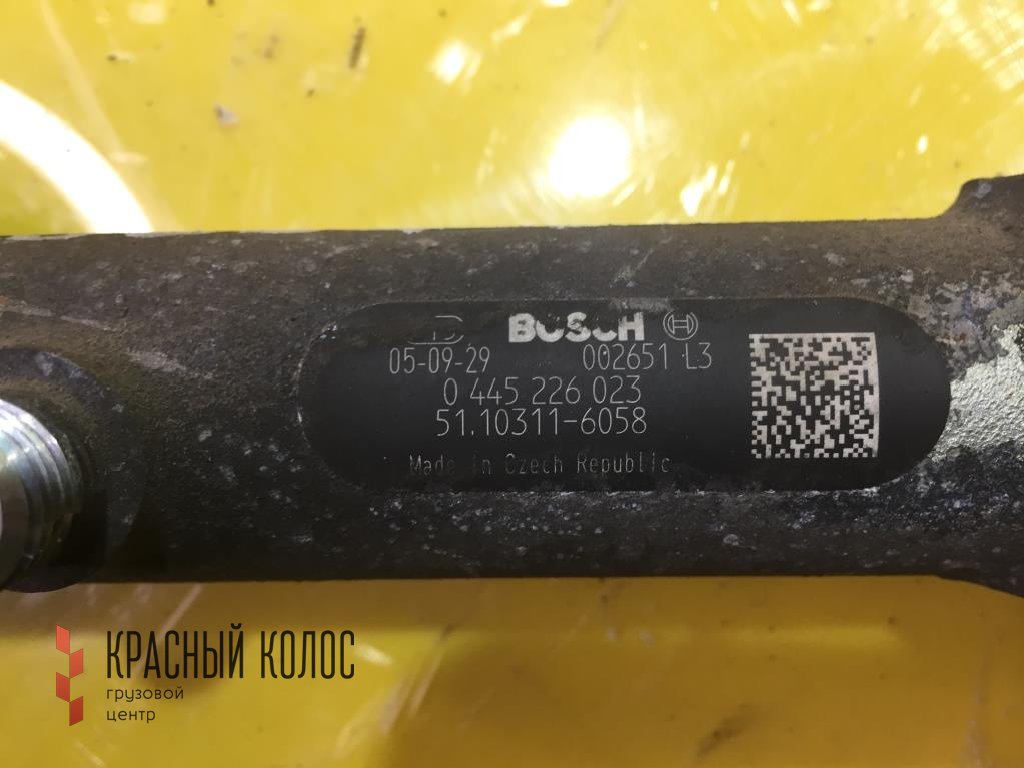 BOSCH
05-09-29 002651 L3
0 445 226 023
51.10311-6058
Made in Czech Republic
КРАСНЫЙ КОЛОС
грузовой
центр